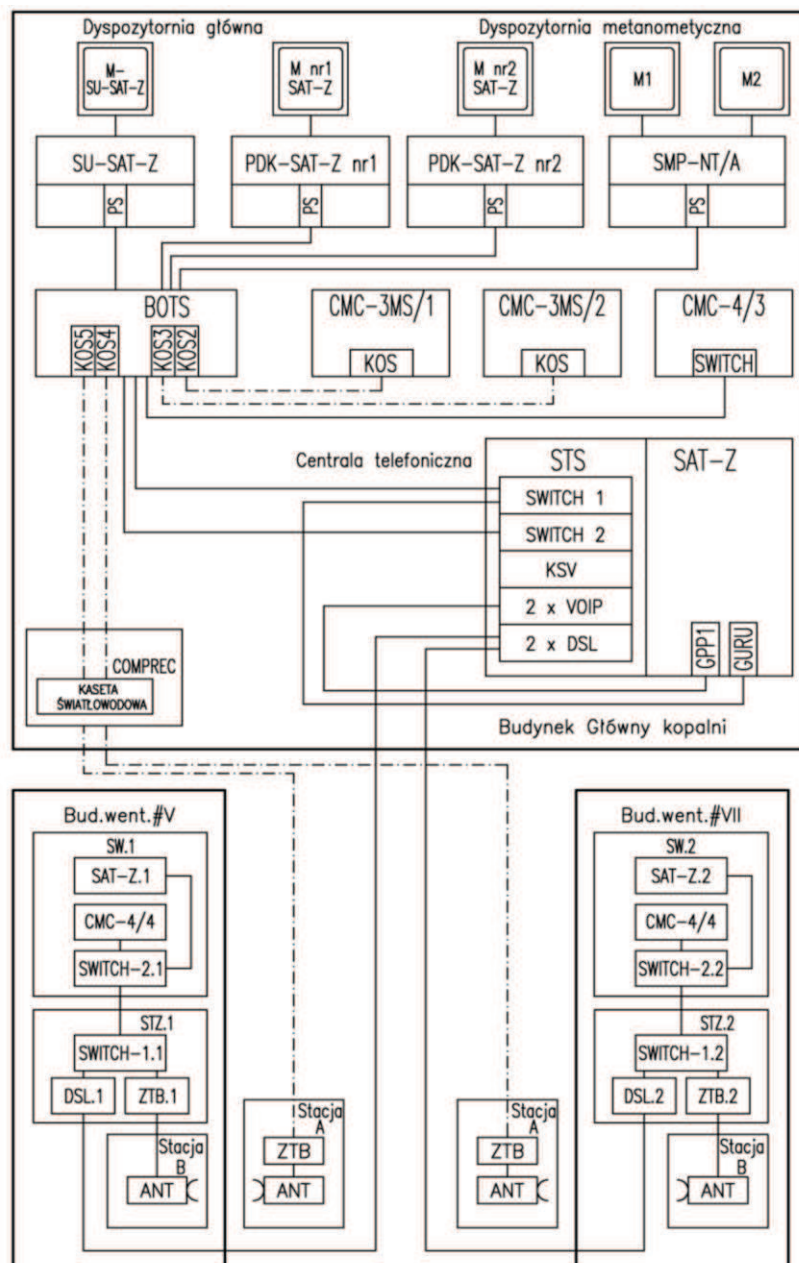 Dyspozytornia główna
Dyspozytornia metanometyczna
M-
SU-SAT-Z
M nr1
SAT-Z
M nr2
SAT-Z
M1
M2
SU-SAT-Z
PDK-SAT-Z nr1
PDK-SAT-Z nr2
SMP-NT/A
PS
PS
PS
PS
BOTS
CMC-3MS/1
CMC-3MS/2
CMC-4/3
KOS5
KOS4
KOS3
KOS2
KOS
KOS
SWITCH
Centrala telefoniczna
STS
SAT-Z
SWITCH 1
SWITCH 2
KSV
2 x VOIP
2 x DSL
GPP1
GURU
COMPREC
KASETA
ŚWIATŁOWODOWA
Budynek Główny kopalni
Bud.went.#V
SW.1
SAT-Z.1
CMC-4/4
SWITCH-2.1
STZ.1
SWITCH-1.1
DSL.1
ZTB.1
Stacja
B
ANT
Stacja
A
ZTB
ANT
Stacja
A
ZTB
ANT
Bud.went.#VII
SW.2
SAT-Z.2
CMC-4/4
SWITCH-2.2
STZ.2
SWITCH-1.2
DSL.2
ZTB.2
Stacja
B
ANT